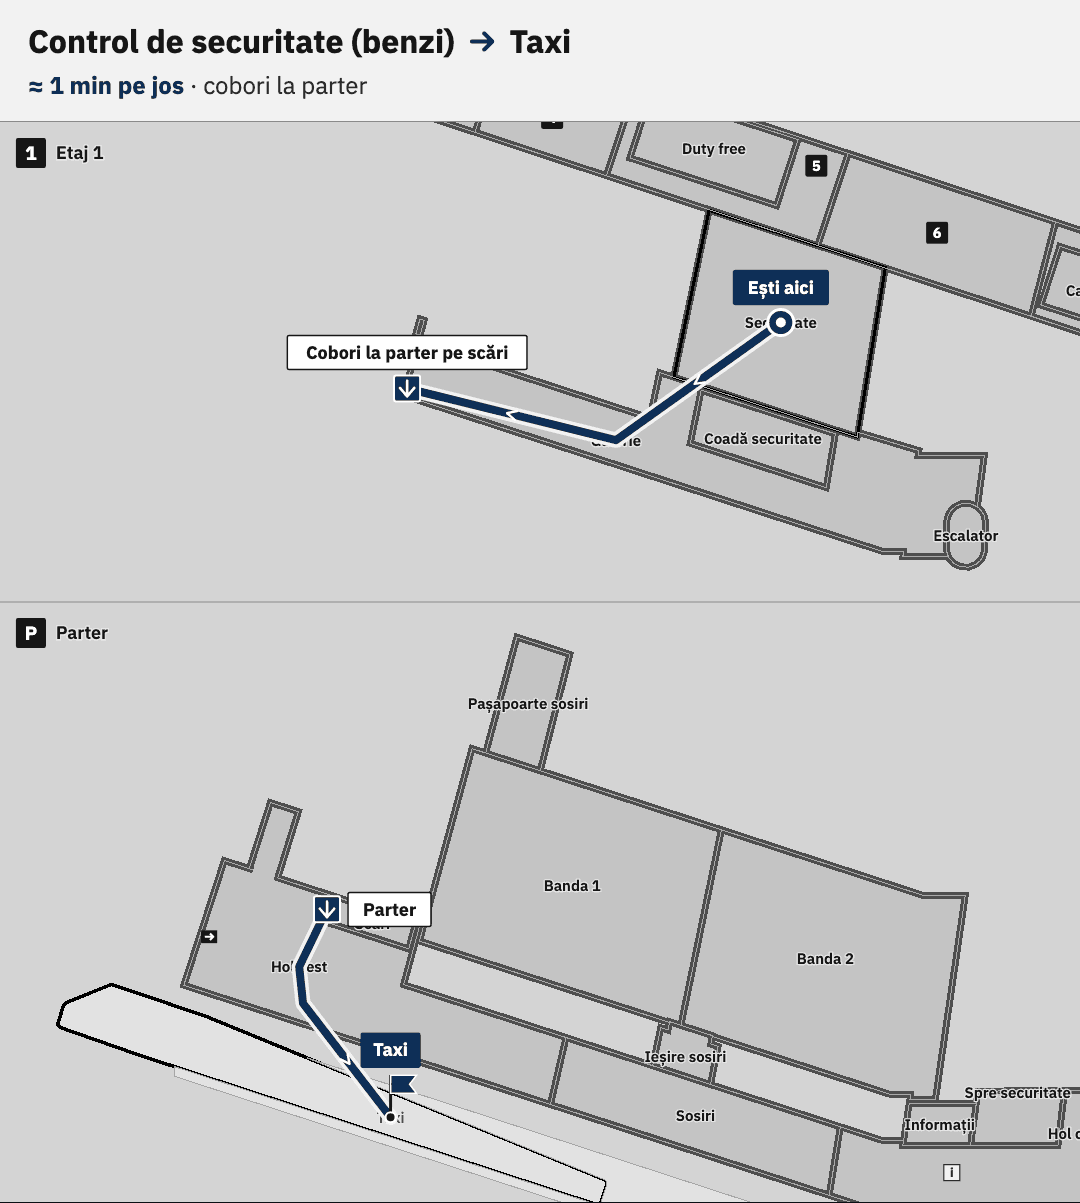 Control de securitate (benzi) → Taxi
≈ 1 min pe jos · cobori la parter
1 Etaj 1
Duty free
5
6
Ești aici
Cobori la parter pe scări
Coadă securitate
Escalator
P Parter
Pașapoarte sosiri
Banda 1
Parter
Banda 2
Taxi
Ieșire sosiri
Spre securitate
Sosiri
Informații
i